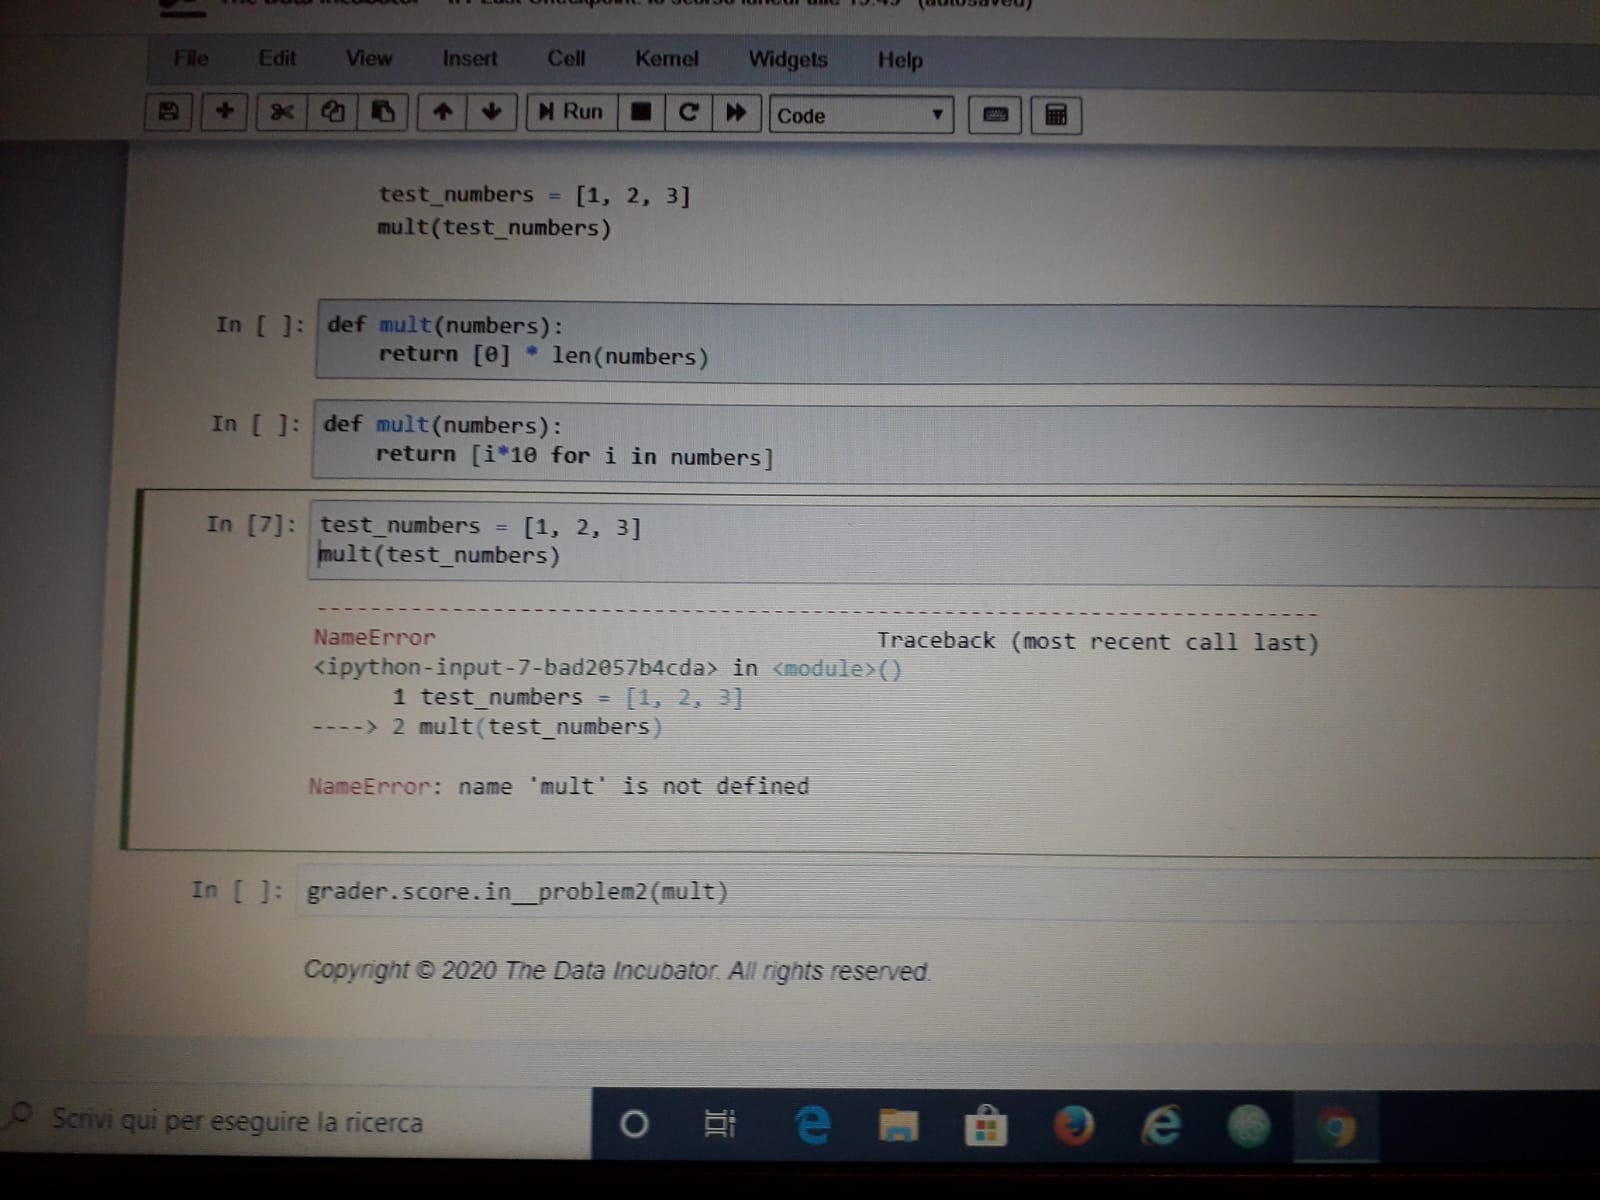 File Edit View Insert Cell Kernel Widgets Help
Run Code
test_numbers = [1, 2, 3]
mult(test_numbers)
In [ ]: def mult(numbers):
return [0] * len(numbers)
In [ ]: def mult(numbers):
return [i*10 for i in numbers]
In [7]: test_numbers = [1, 2, 3]
mult(test_numbers)
---------------------------------------------------------------------------
NameError Traceback (most recent call last)
<ipython-input-7-bad2057b4cda> in <module>()
1 test_numbers = [1, 2, 3]
----> 2 mult(test_numbers)
NameError: name 'mult' is not defined
In [ ]: grader.score.in__problem2(mult)
Copyright © 2020 The Data Incubator. All rights reserved.
Scrivi qui per eseguire la ricerca